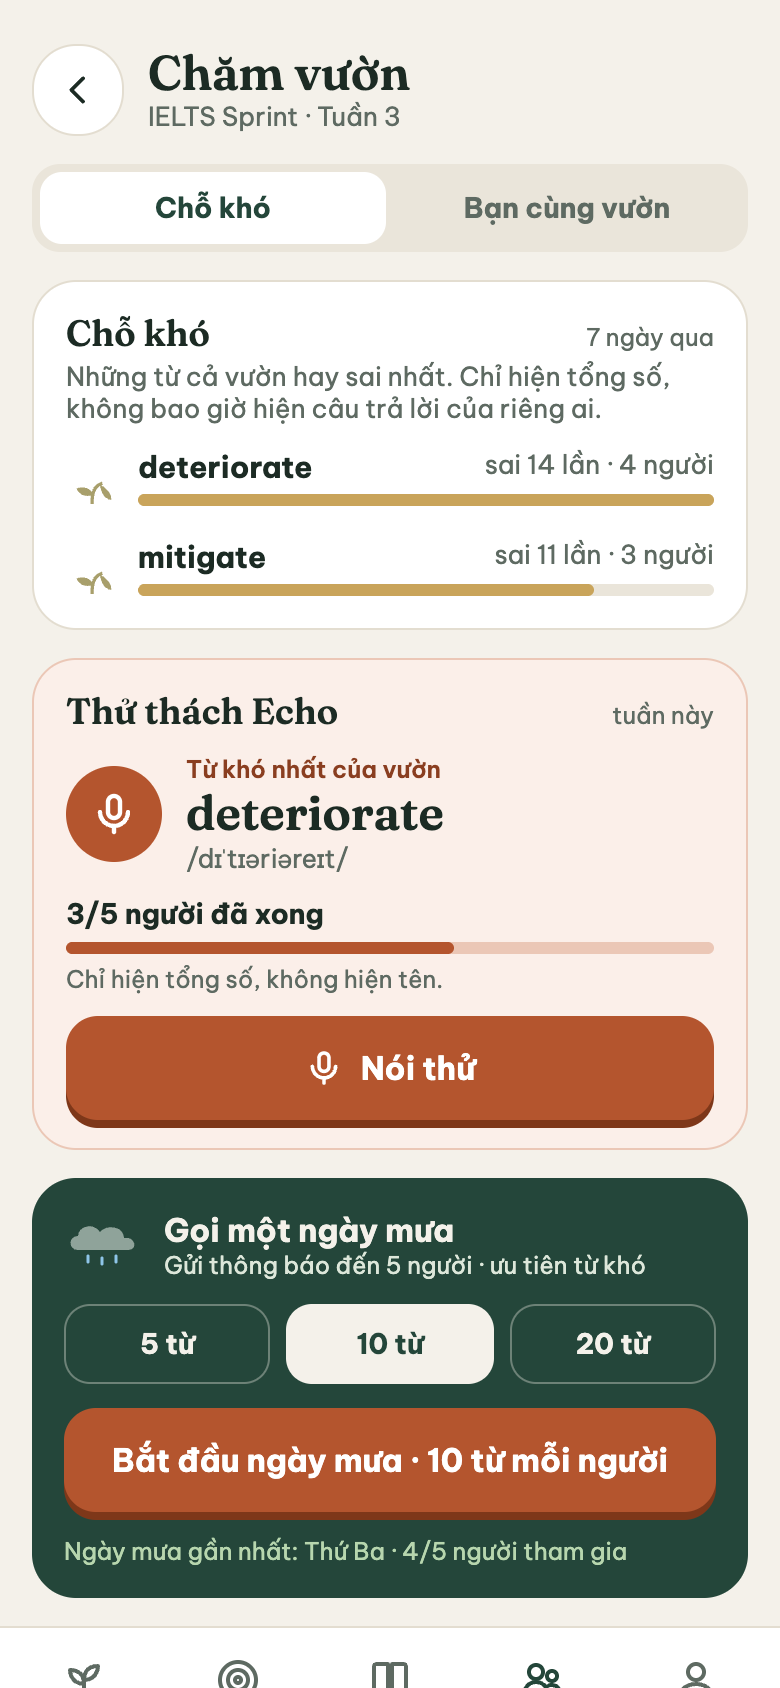 Chăm vườn
IELTS Sprint · Tuần 3
Chỗ khó
Bạn cùng vườn
Chỗ khó
7 ngày qua
Những từ cả vườn hay sai nhất. Chỉ hiện tổng số,
không bao giờ hiện câu trả lời của riêng ai.
deteriorate
sai 14 lần · 4 người
mitigate
sai 11 lần · 3 người
Thử thách Echo
tuần này
Từ khó nhất của vườn
deteriorate
/dɪˈtɪəriəreɪt/
3/5 người đã xong
Chỉ hiện tổng số, không hiện tên.
Nói thử
Gọi một ngày mưa
Gửi thông báo đến 5 người · ưu tiên từ khó
5 từ
10 từ
20 từ
Bắt đầu ngày mưa · 10 từ mỗi người
Ngày mưa gần nhất: Thứ Ba · 4/5 người tham gia